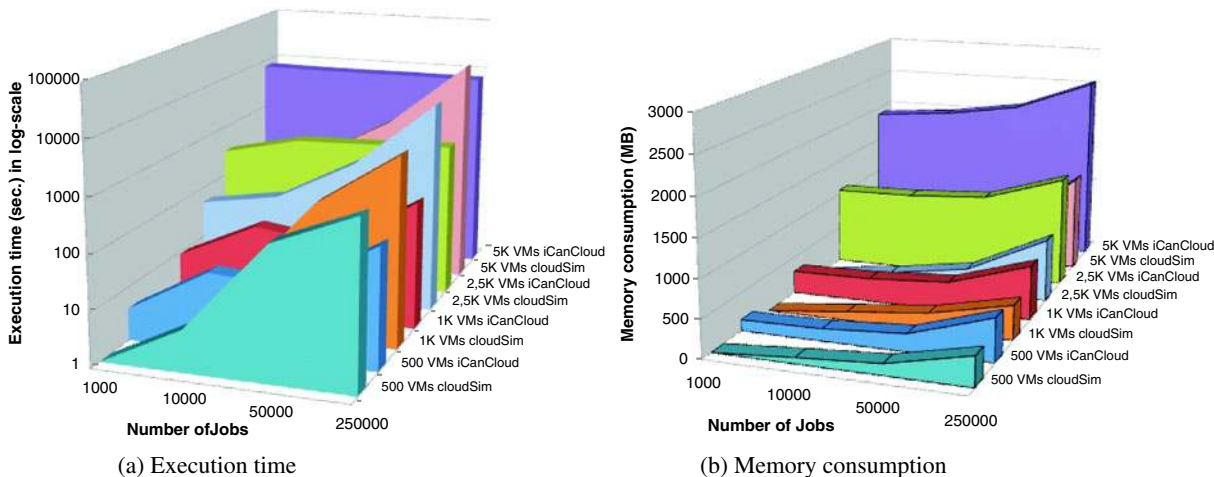 100000
10000
1000
100
10
1
Execution time (sec.) in log-scale
1000
10000
50000
250000
Number ofJobs
5K VMs iCanCloud
5K VMs cloudSim
2,5K VMs iCanCloud
2,5K VMs cloudSim
1K VMs iCanCloud
1K VMs cloudSim
500 VMs iCanCloud
500 VMs cloudSim
(a) Execution time
3000
2500
2000
1500
1000
500
0
Memory consumption (MB)
1000
10000
50000
250000
Number of Jobs
5K VMs iCanCloud
5K VMs cloudSim
2,5K VMs iCanCloud
2,5K VMs cloudSim
1K VMs iCanCloud
1K VMs cloudSim
500 VMs iCanCloud
500 VMs cloudSim
(b) Memory consumption